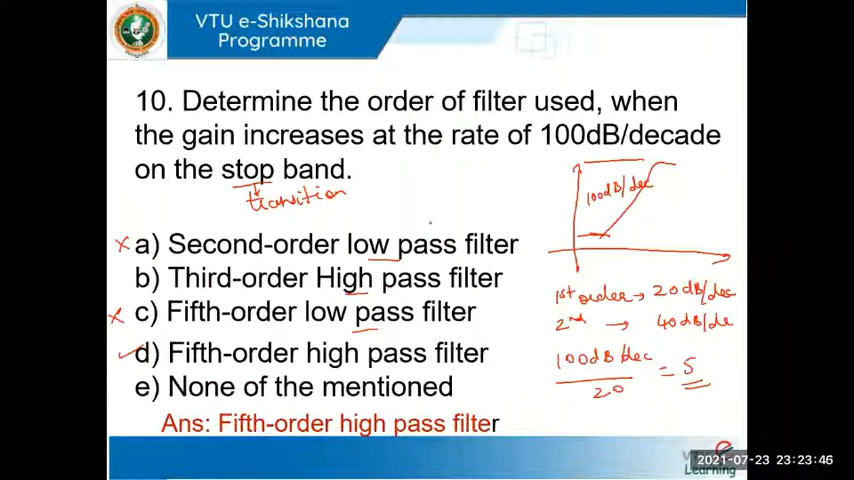 VTU e-Shikshana
Programme
10. Determine the order of filter used, when
the gain increases at the rate of 100dB/decade
on the stop band.
transition
100dB/dec
a) Second-order low pass filter
b) Third-order High pass filter
c) Fifth-order low pass filter
d) Fifth-order high pass filter
e) None of the mentioned
Ans: Fifth-order high pass filter
1st order → 20dB/dec
2nd → 40dB/de
100dB/dec
20
= 5
2021-07-23 23:23:46
Learning